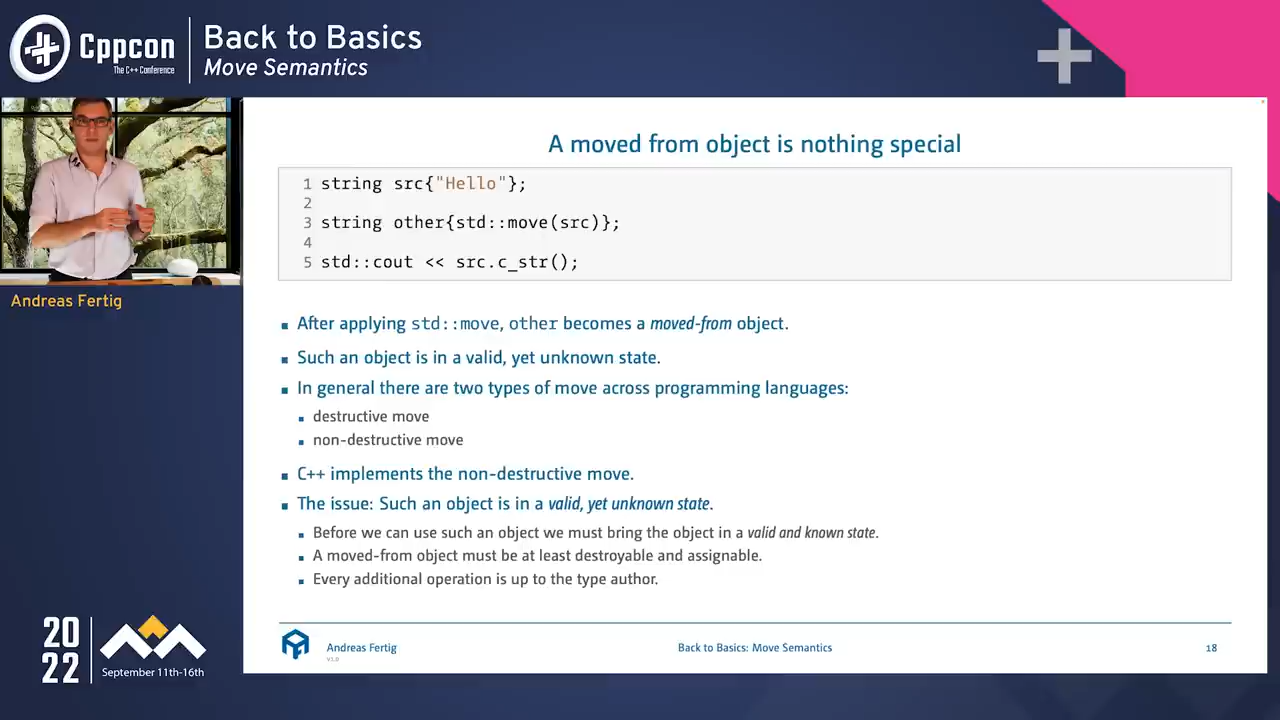 Cppcon
The C++ Conference
Back to Basics
Move Semantics
Andreas Fertig
A moved from object is nothing special
1 string src{"Hello"};
2
3 string other{std::move(src)};
4
5 std::cout << src.c_str();
After applying std::move, other becomes a moved-from object.
Such an object is in a valid, yet unknown state.
In general there are two types of move across programming languages:
destructive move
non-destructive move
C++ implements the non-destructive move.
The issue: Such an object is in a valid, yet unknown state.
Before we can use such an object we must bring the object in a valid and known state.
A moved-from object must be at least destroyable and assignable.
Every additional operation is up to the type author.
Andreas Fertig
v1.0
Back to Basics: Move Semantics
18
20
22
September 11th-16th